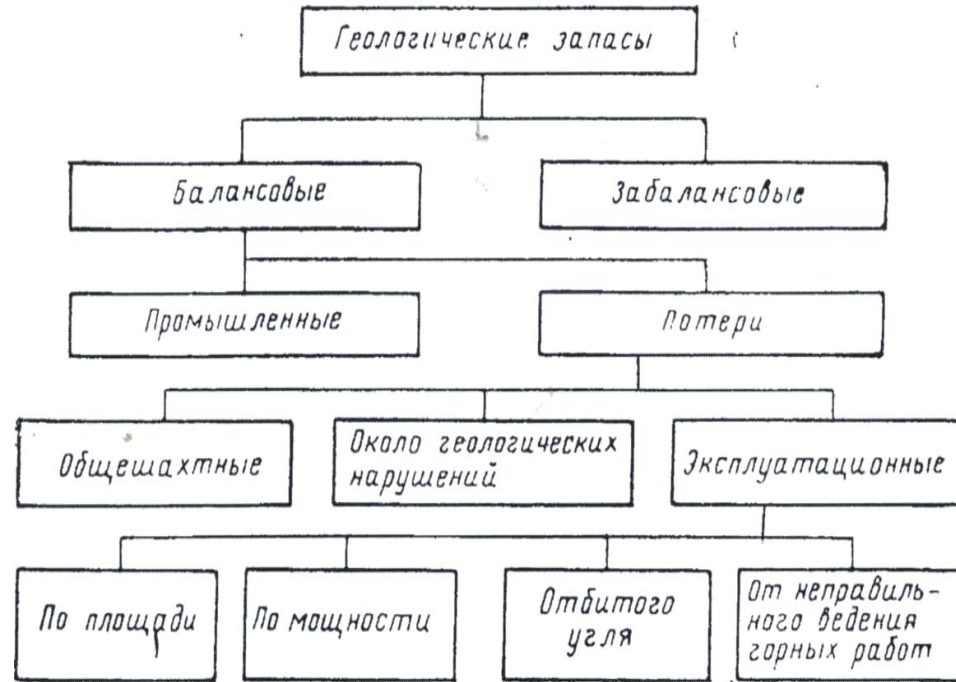 Геологические запасы
Балансовые
Забалансовые
Промышленные
Потери
Общешахтные
Около геологических
нарушений
Эксплуатационные
По площади
По мощности
Отбитого
угля
От неправиль-
ного ведения
горных работ